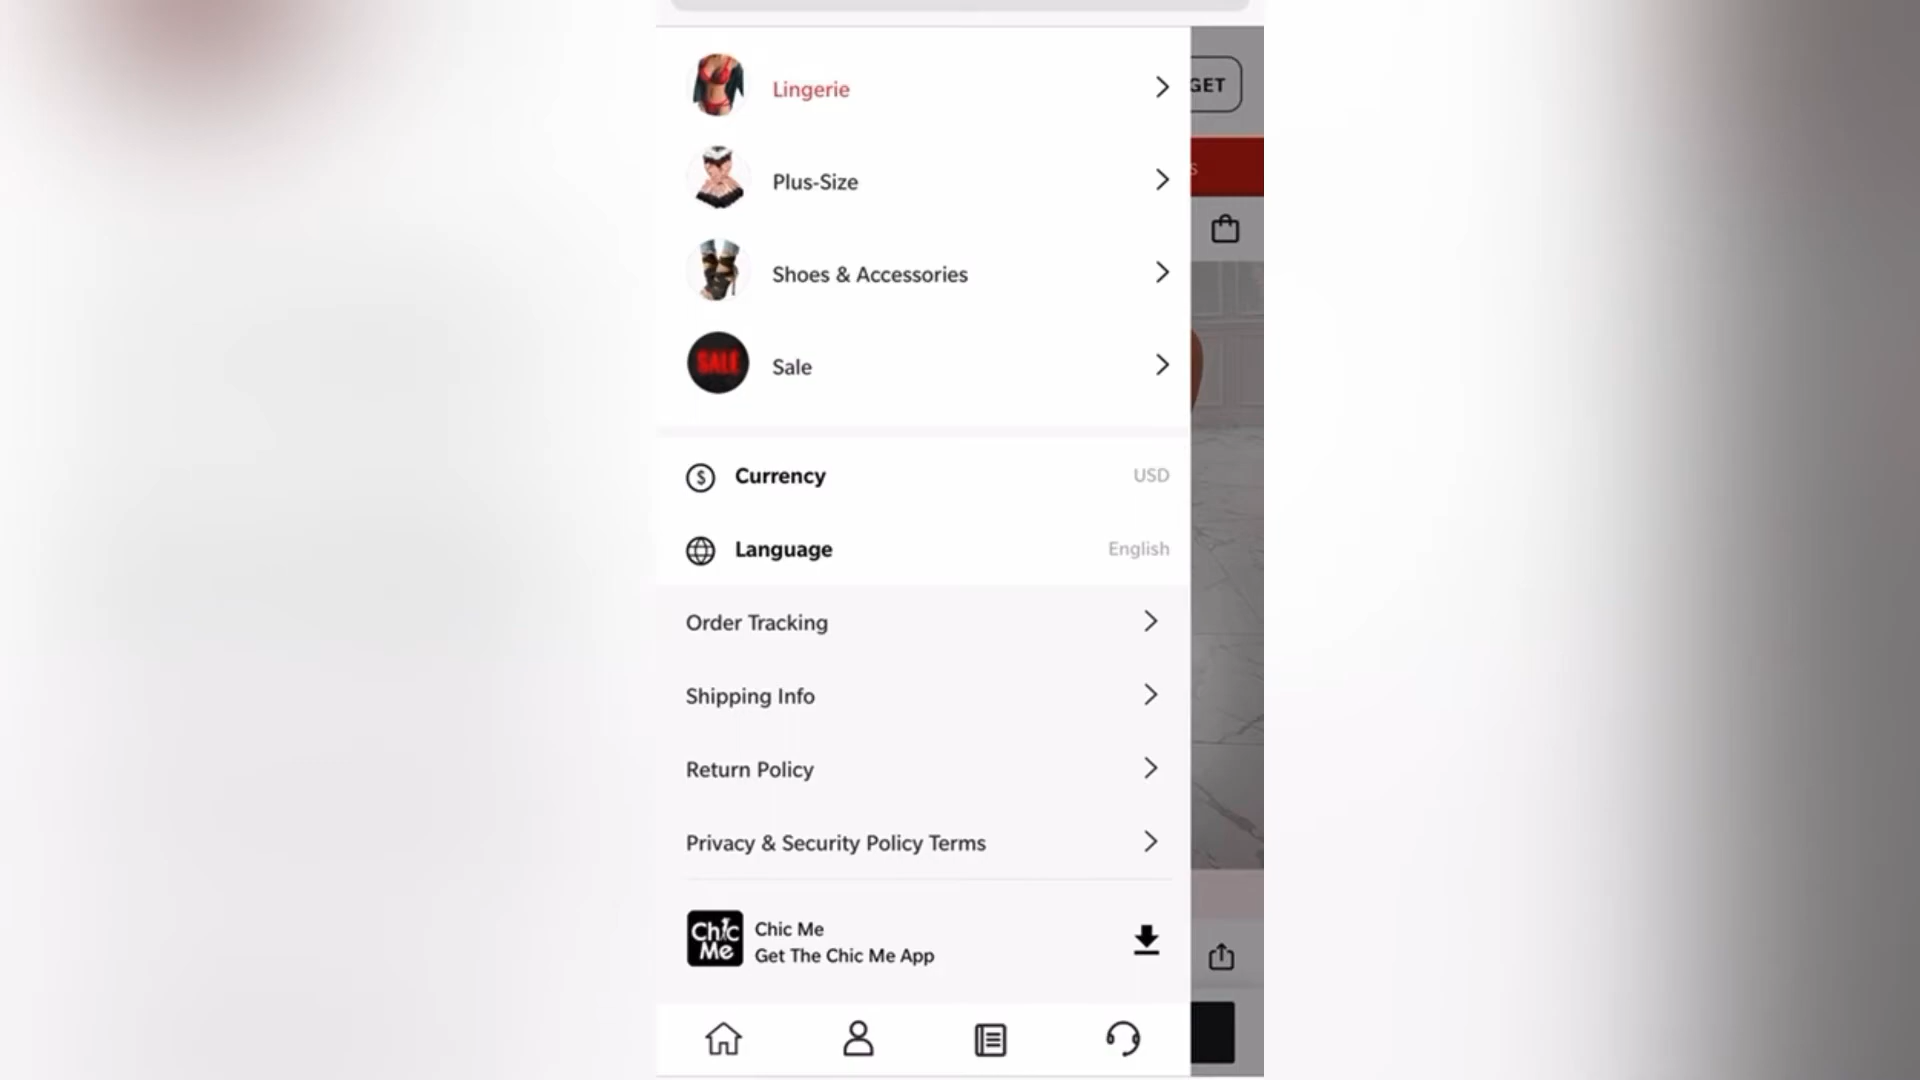 Lingerie
GET
Plus-Size
S
Shoes & Accessories
SALE
Sale
$ Currency USD
Language English
Order Tracking
Shipping Info
Return Policy
Privacy & Security Policy Terms
Chic
Me
Chic Me
Get The Chic Me App